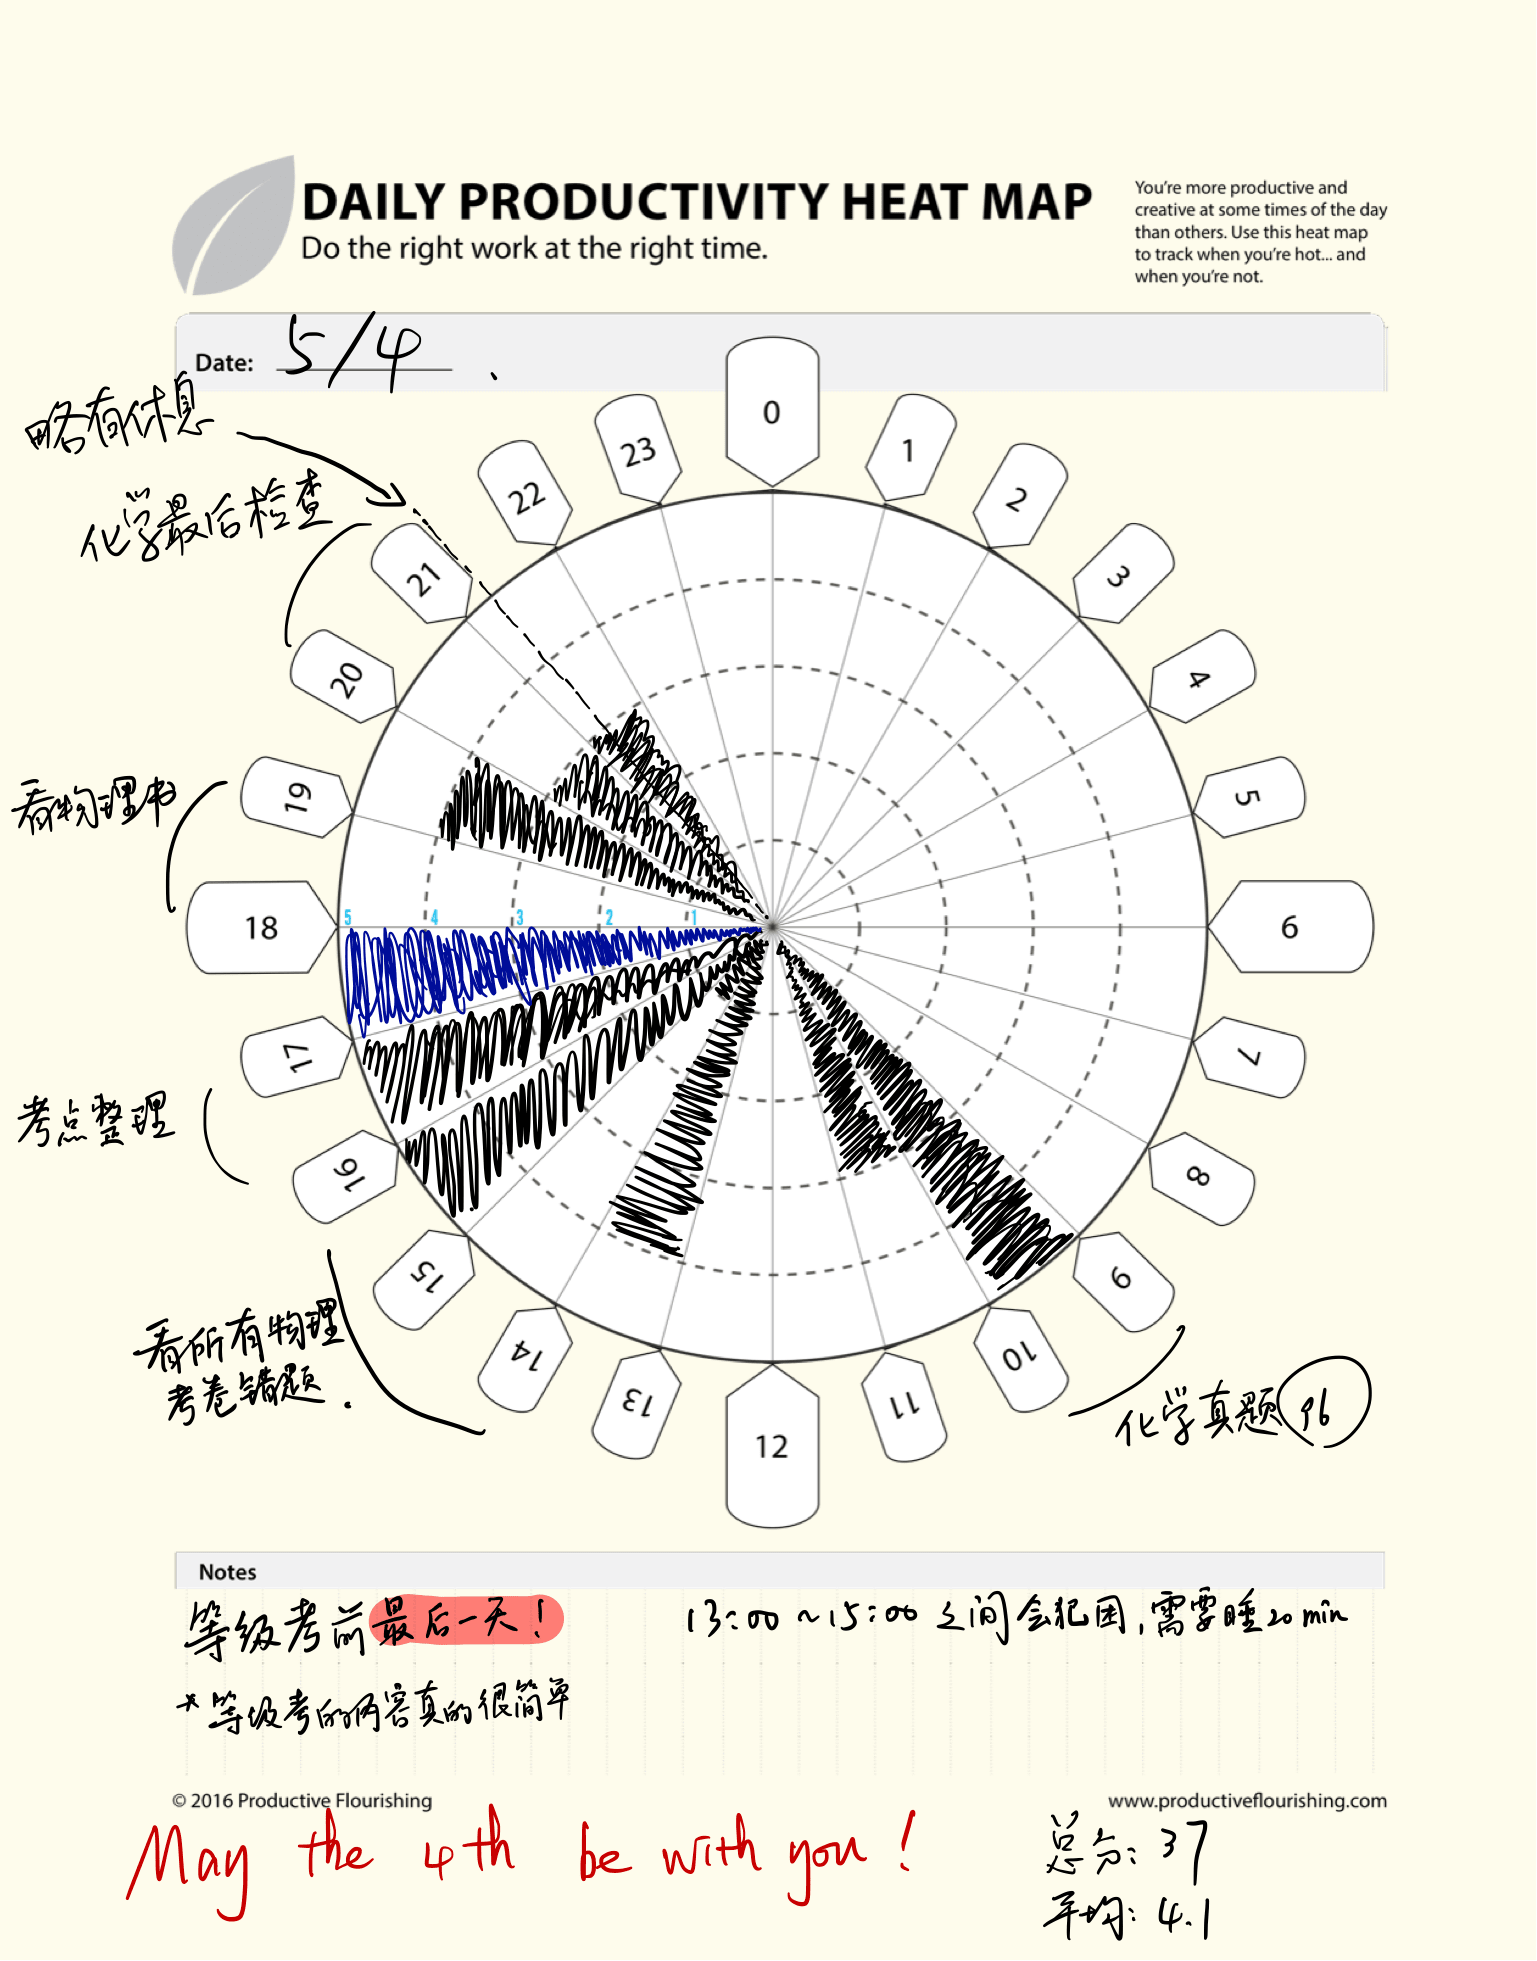 DAILY PRODUCTIVITY HEAT MAP
Do the right work at the right time.
You're more productive and
creative at some times of the day
than others. Use this heat map
to track when you're hot... and
when you're not.
Date: 5/4
略有休息
化学最后检查
看物理书
考点整理
看所有物理
考卷错题.
化学真题 96
0
1
2
3
4
5
6
7
8
9
10
11
12
13
14
15
16
17
18
19
20
21
22
23
5 4 3 2 1
Notes
等级考前最后一天!
13:00~15:00之间会犯困,需要睡20min
*等级考的内容真的很简单
© 2016 Productive Flourishing
www.productiveflourishing.com
May the 4th be with you!
总分: 37
平均: 4.1